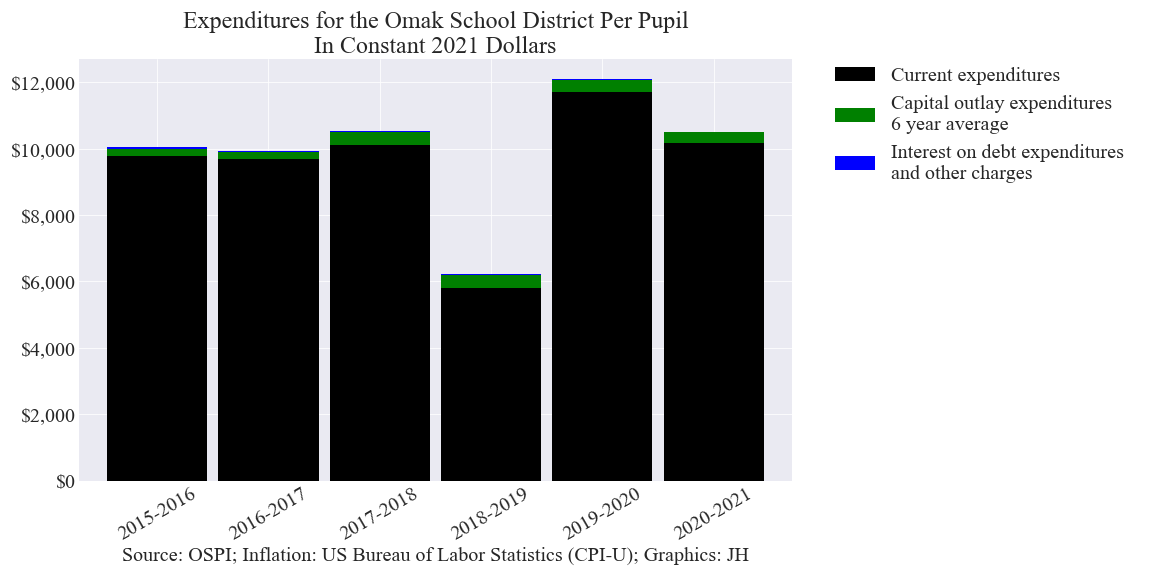 Expenditures for the Omak School District Per Pupil
In Constant 2021 Dollars
$12,000
$10,000
$8,000
$6,000
$4,000
$2,000
$0
2015-2016
2016-2017
2017-2018
2018-2019
2019-2020
2020-2021
Source: OSPI; Inflation: US Bureau of Labor Statistics (CPI-U); Graphics: JH
Current expenditures
Capital outlay expenditures
6 year average
Interest on debt expenditures
and other charges